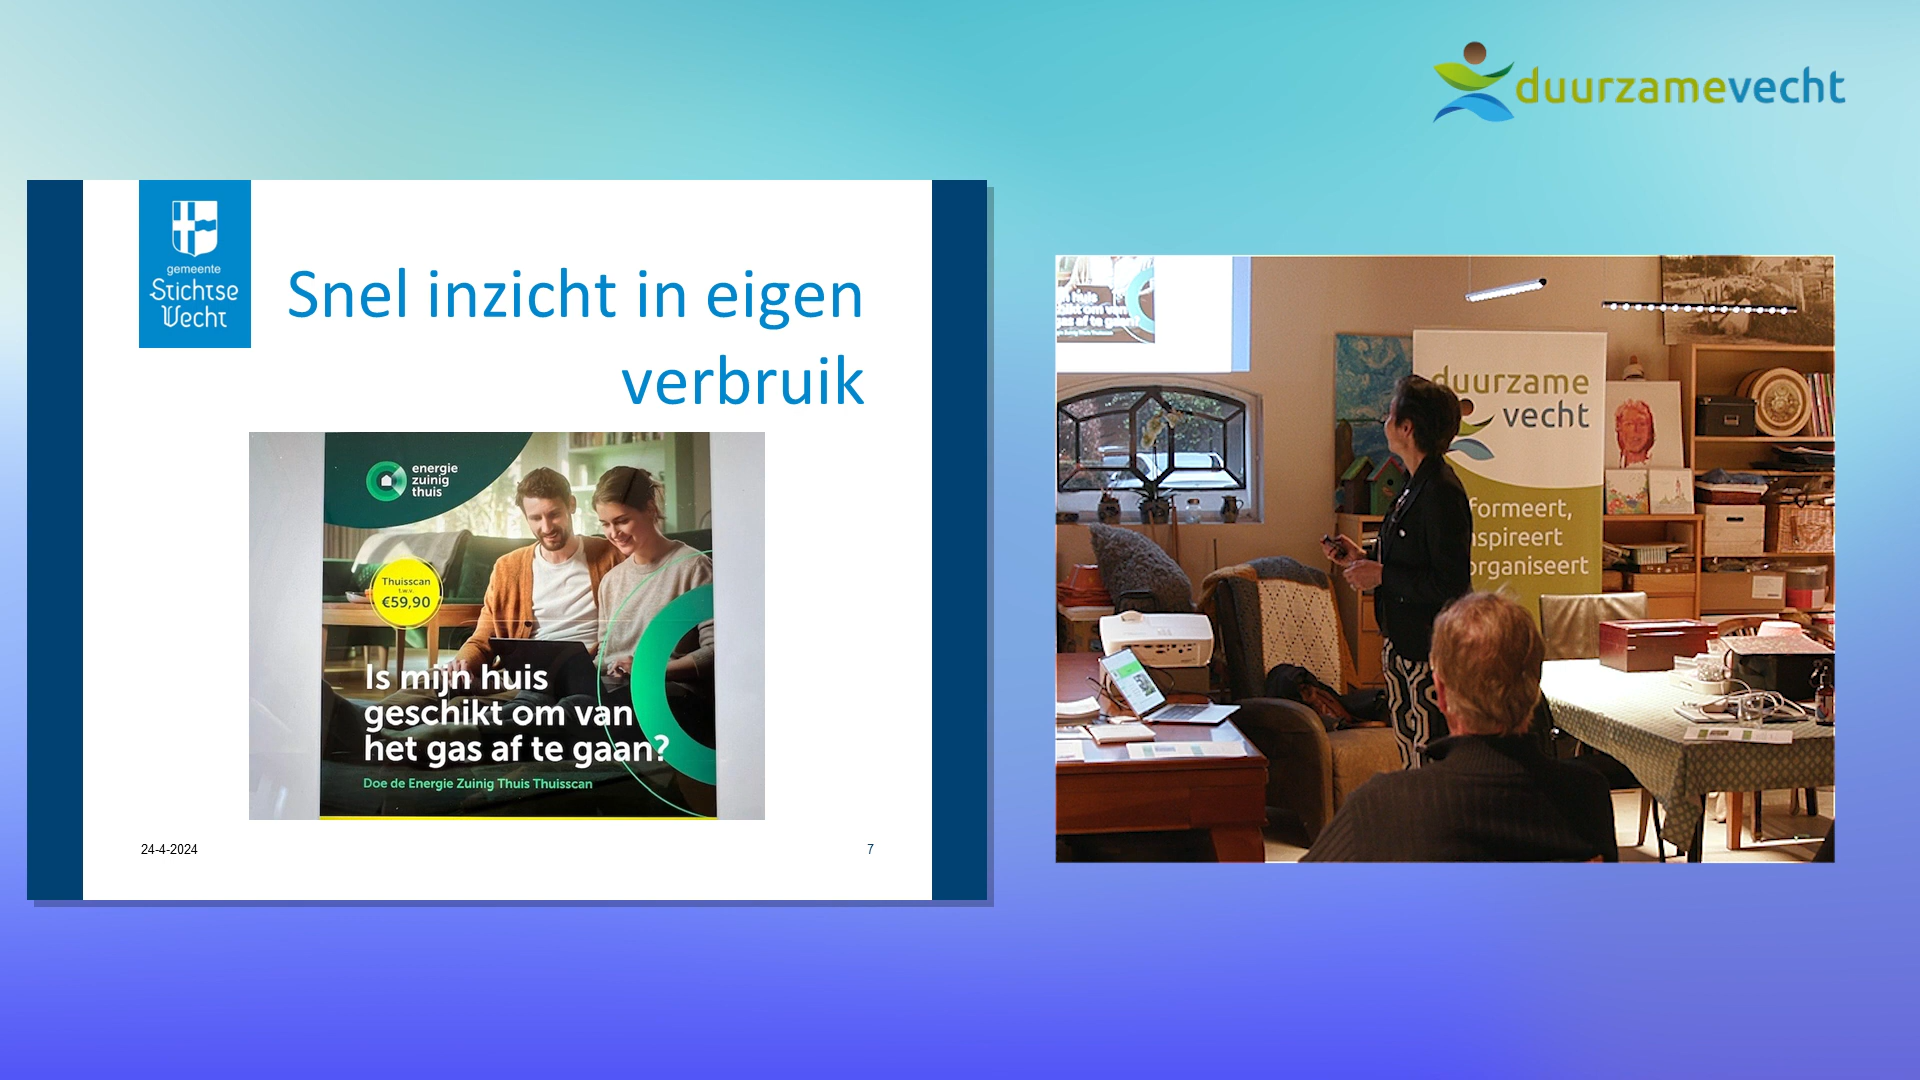 duurzamevecht
gemeente
Stichtse
Vecht
Snel inzicht in eigen
verbruik
energie
zuinig
thuis
Thuisscan
t.w.v.
€59,90
Is mijn huis
geschikt om van
het gas af te gaan?
Doe de Energie Zuinig Thuis Thuisscan
24-4-2024
7
duurzame
vecht
formeert,
nspireert
organiseert